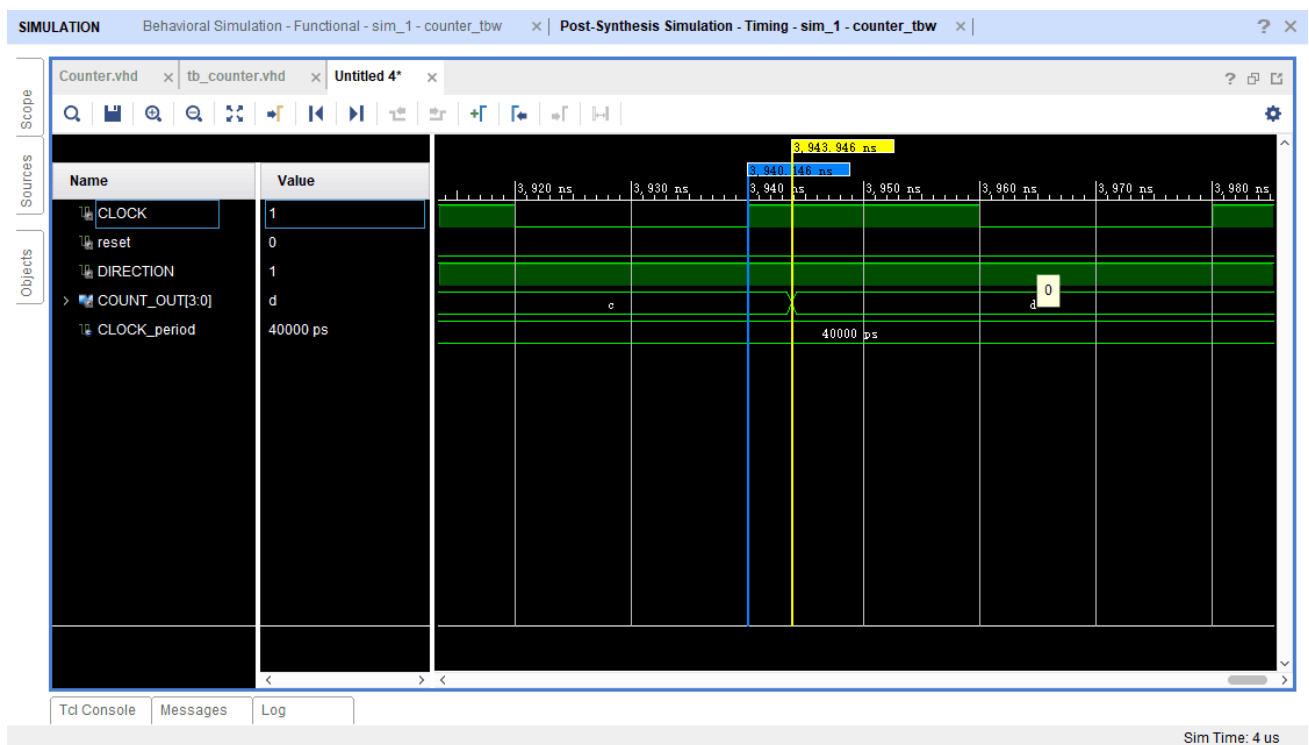 SIMULATION Behavioral Simulation - Functional - sim_1 - counter_tbw × Post-Synthesis Simulation - Timing - sim_1 - counter_tbw × ? ×
Counter.vhd × tb_counter.vhd × Untitled 4* × ?
Scope
Sources
Objects
3,943.946 ns
3,940.146 ns
Name Value
3,920 ns 3,930 ns 3,940 ns 3,950 ns 3,960 ns 3,970 ns 3,980 ns
CLOCK 1
reset 0
DIRECTION 1
0
COUNT_OUT[3:0] d c d
CLOCK_period 40000 ps 40000 ps
Tcl Console Messages Log
Sim Time: 4 us